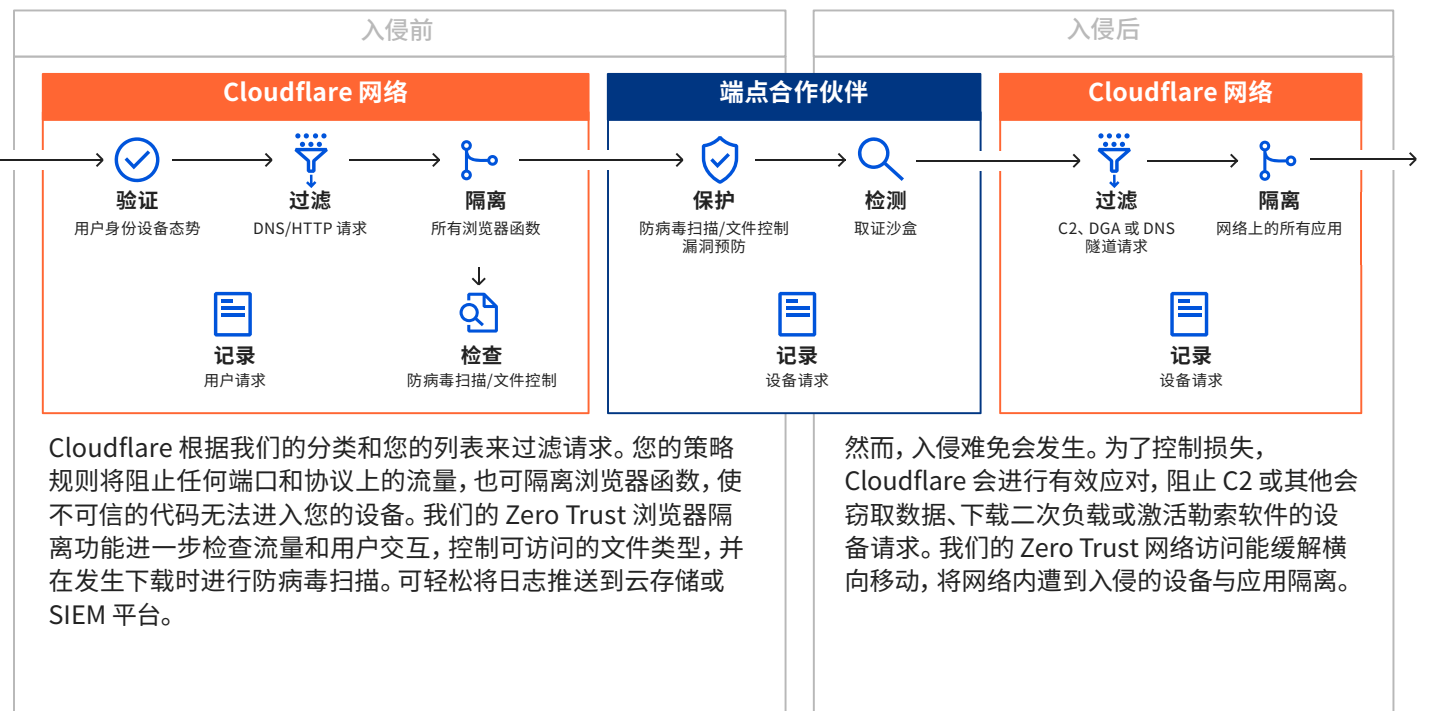 入侵前
入侵后
Cloudflare 网络
端点合作伙伴
Cloudflare 网络
验证
用户身份设备态势
过滤
DNS/HTTP 请求
隔离
所有浏览器函数
记录
用户请求
检查
防病毒扫描/文件控制
保护
防病毒扫描/文件控制
漏洞预防
检测
取证沙盒
记录
设备请求
过滤
C2、DGA 或 DNS
隧道请求
隔离
网络上的所有应用
记录
设备请求
Cloudflare 根据我们的分类和您的列表来过滤请求。您的策略
规则将阻止任何端口和协议上的流量，也可隔离浏览器函数，使
不可信的代码无法进入您的设备。我们的 Zero Trust 浏览器隔
离功能进一步检查流量和用户交互，控制可访问的文件类型，并
在发生下载时进行防病毒扫描。可轻松将日志推送到云存储或
SIEM 平台。
然而，入侵难免会发生。为了控制损失，
Cloudflare 会进行有效应对，阻止 C2 或其他会
窃取数据、下载二次负载或激活勒索软件的设
备请求。我们的 Zero Trust 网络访问能缓解横
向移动，将网络内遭到入侵的设备与应用隔离。